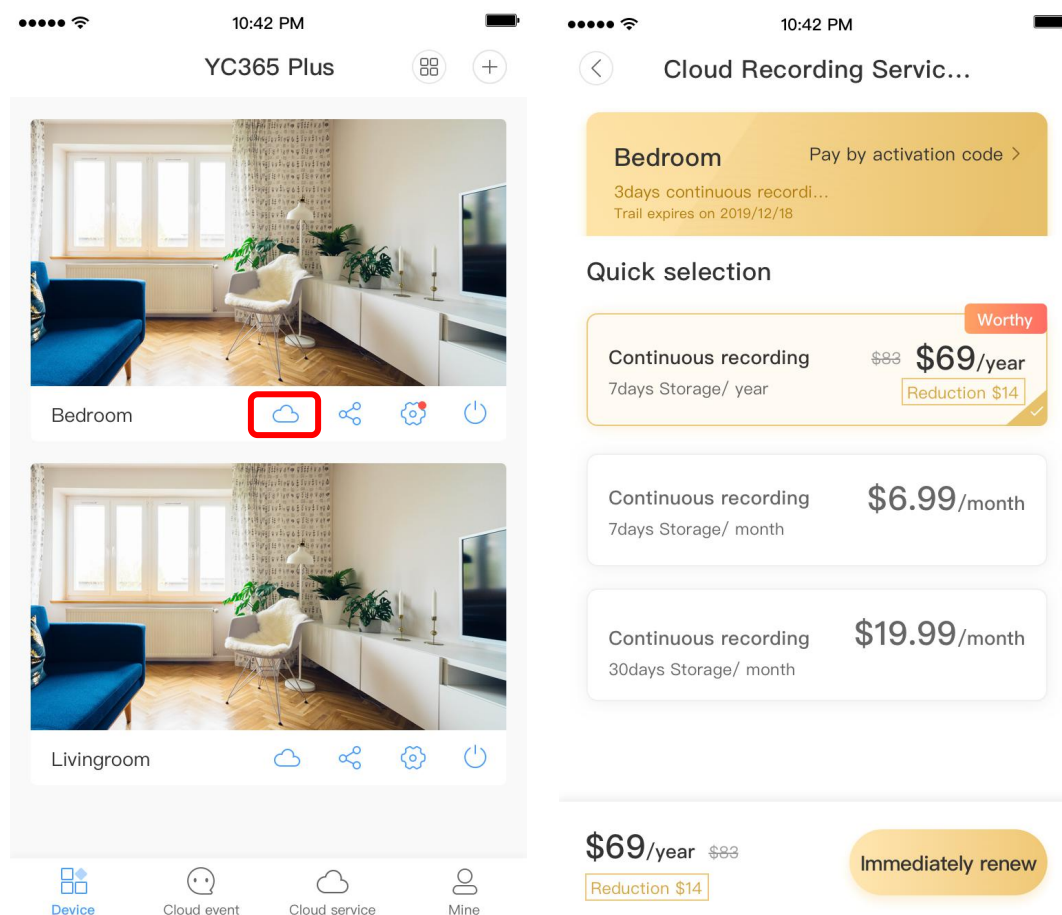 10:42 PM
YC365 Plus
Bedroom
Livingroom
Device
Cloud event
Cloud service
Mine
10:42 PM
Cloud Recording Servic...
Bedroom
Pay by activation code >
3days continuous recordi...
Trail expires on 2019/12/18
Quick selection
Worthy
Continuous recording
$83 $69/year
7days Storage/ year
Reduction $14
Continuous recording
$6.99/month
7days Storage/ month
Continuous recording
$19.99/month
30days Storage/ month
$69/year $83
Reduction $14
Immediately renew